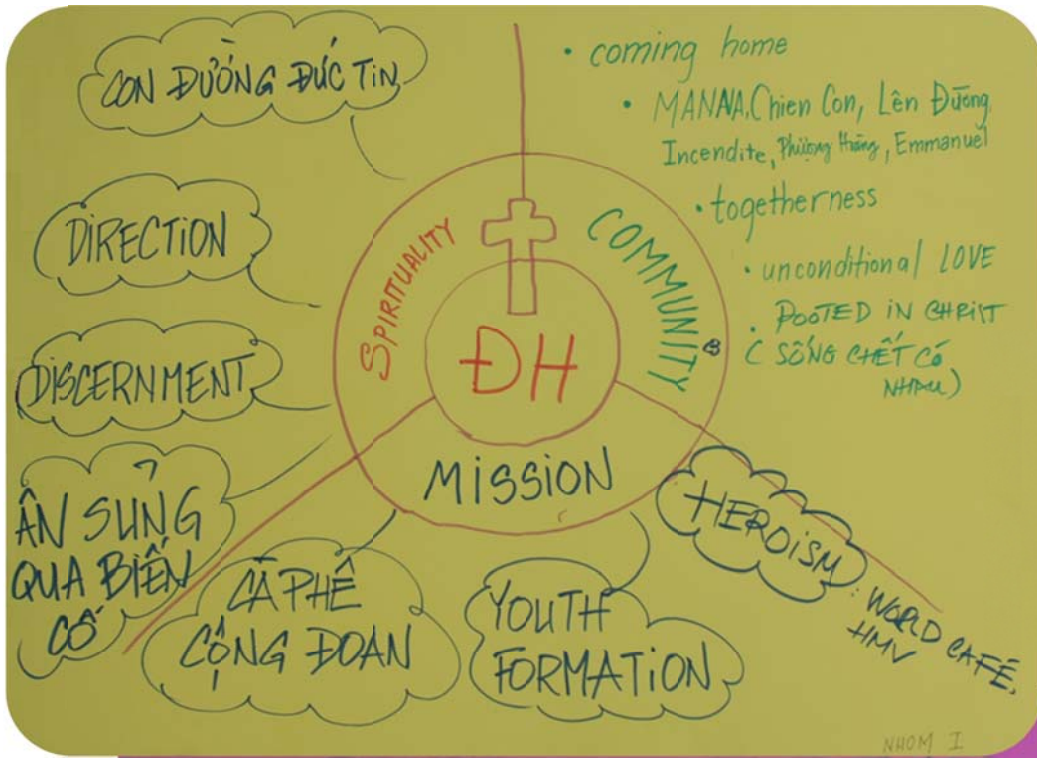 CON ĐƯỜNG ĐỨC TIN
DIRECTION
DISCERNMENT
ÂN SỦNG
QUA BIẾN
CỐ
SPIRITUALITY
ĐH
COMMUNITY
MISSION
• coming home
• MANNA, Chien Con, Lên Đường,
Incendite, Phượng Hoàng, Emmanuel
• togetherness
• unconditional LOVE
• ROOTED IN CHRIST
( SỐNG CHẾT CÓ
NHAU)
CÀ PHÊ
CỘNG ĐOAN
YOUTH
FORMATION
HEROISM : WORLD CAFÉ,
HMV
NHOM I